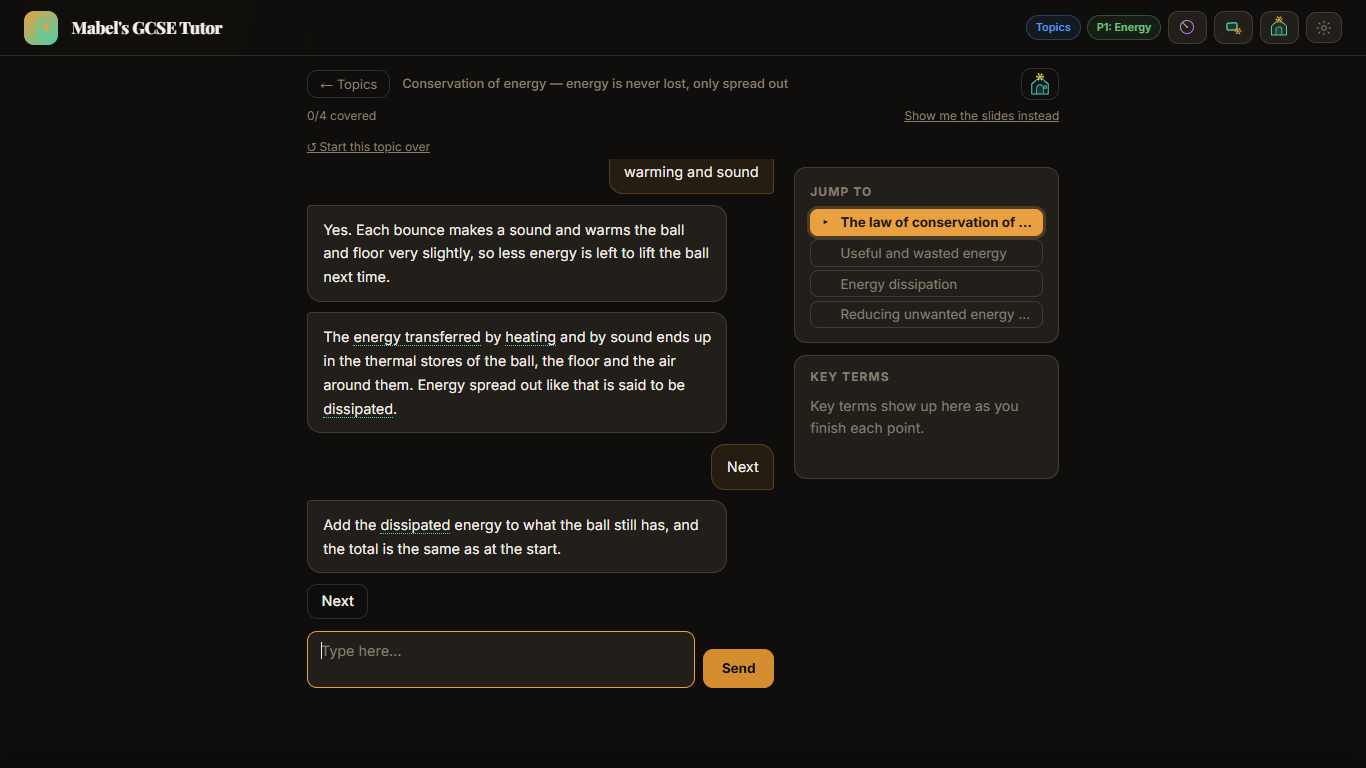 Mabel's GCSE Tutor
Topics
P1: Energy
← Topics
Conservation of energy — energy is never lost, only spread out
0/4 covered
Show me the slides instead
↺ Start this topic over
warming and sound
Yes. Each bounce makes a sound and warms the ball
and floor very slightly, so less energy is left to lift the ball
next time.
The energy transferred by heating and by sound ends up
in the thermal stores of the ball, the floor and the air
around them. Energy spread out like that is said to be
dissipated.
Next
Add the dissipated energy to what the ball still has, and
the total is the same as at the start.
Next
Type here...
Send
JUMP TO
▸ The law of conservation of ...
Useful and wasted energy
Energy dissipation
Reducing unwanted energy ...
KEY TERMS
Key terms show up here as you
finish each point.